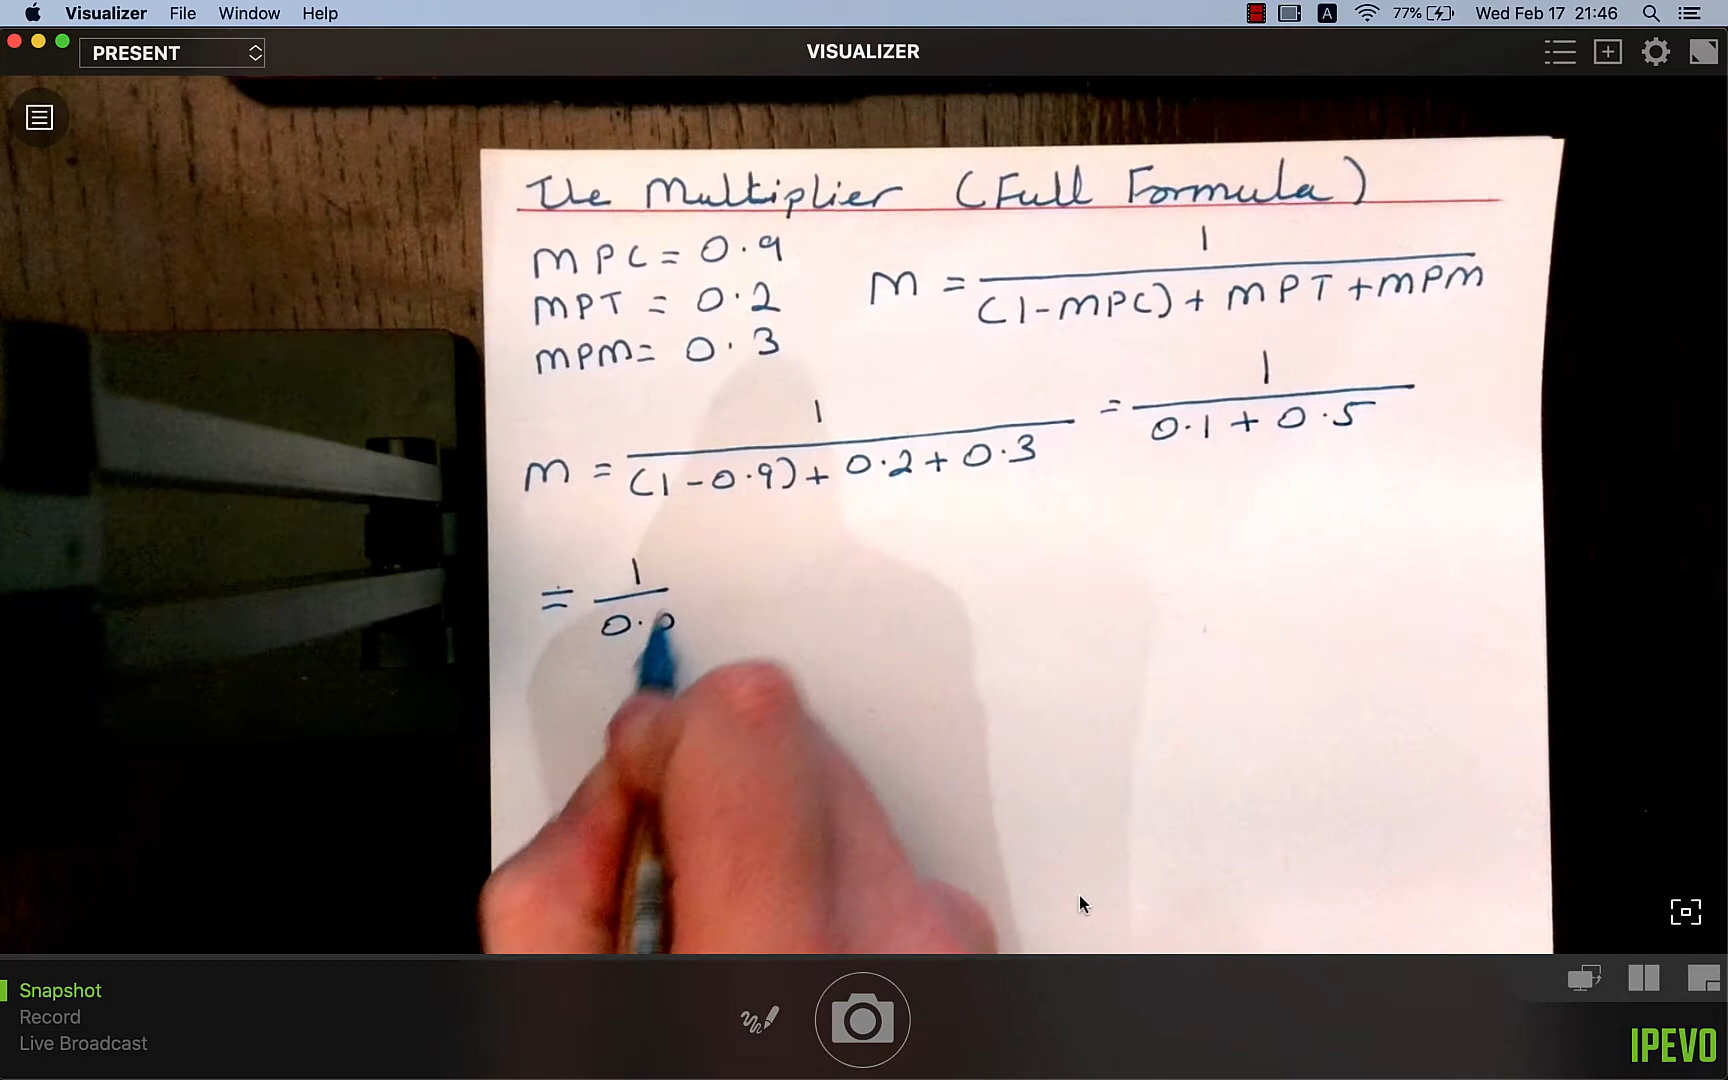 Visualizer File Window Help A 77% Wed Feb 17 21:46
PRESENT VISUALIZER
The Multiplier (Full Formula)
MPC = 0.9
MPT = 0.2
MPM = 0.3
M = 1 / (1-MPC) + MPT + MPM
M = 1 / (1-0.9) + 0.2 + 0.3 = 1 / 0.1 + 0.5
= 1 / 0.
Snapshot
Record
Live Broadcast
IPEVO